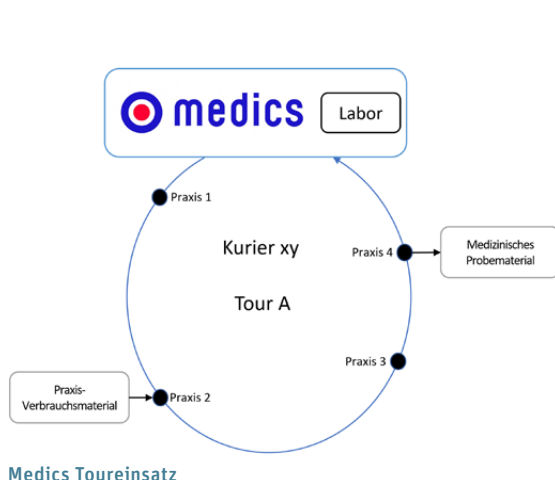 medics
Labor
Praxis 1
Kurier xy
Praxis 4
Medizinisches
Probematerial
Tour A
Praxis 3
Praxis-
Verbrauchsmaterial
Praxis 2
Medics Toureinsatz